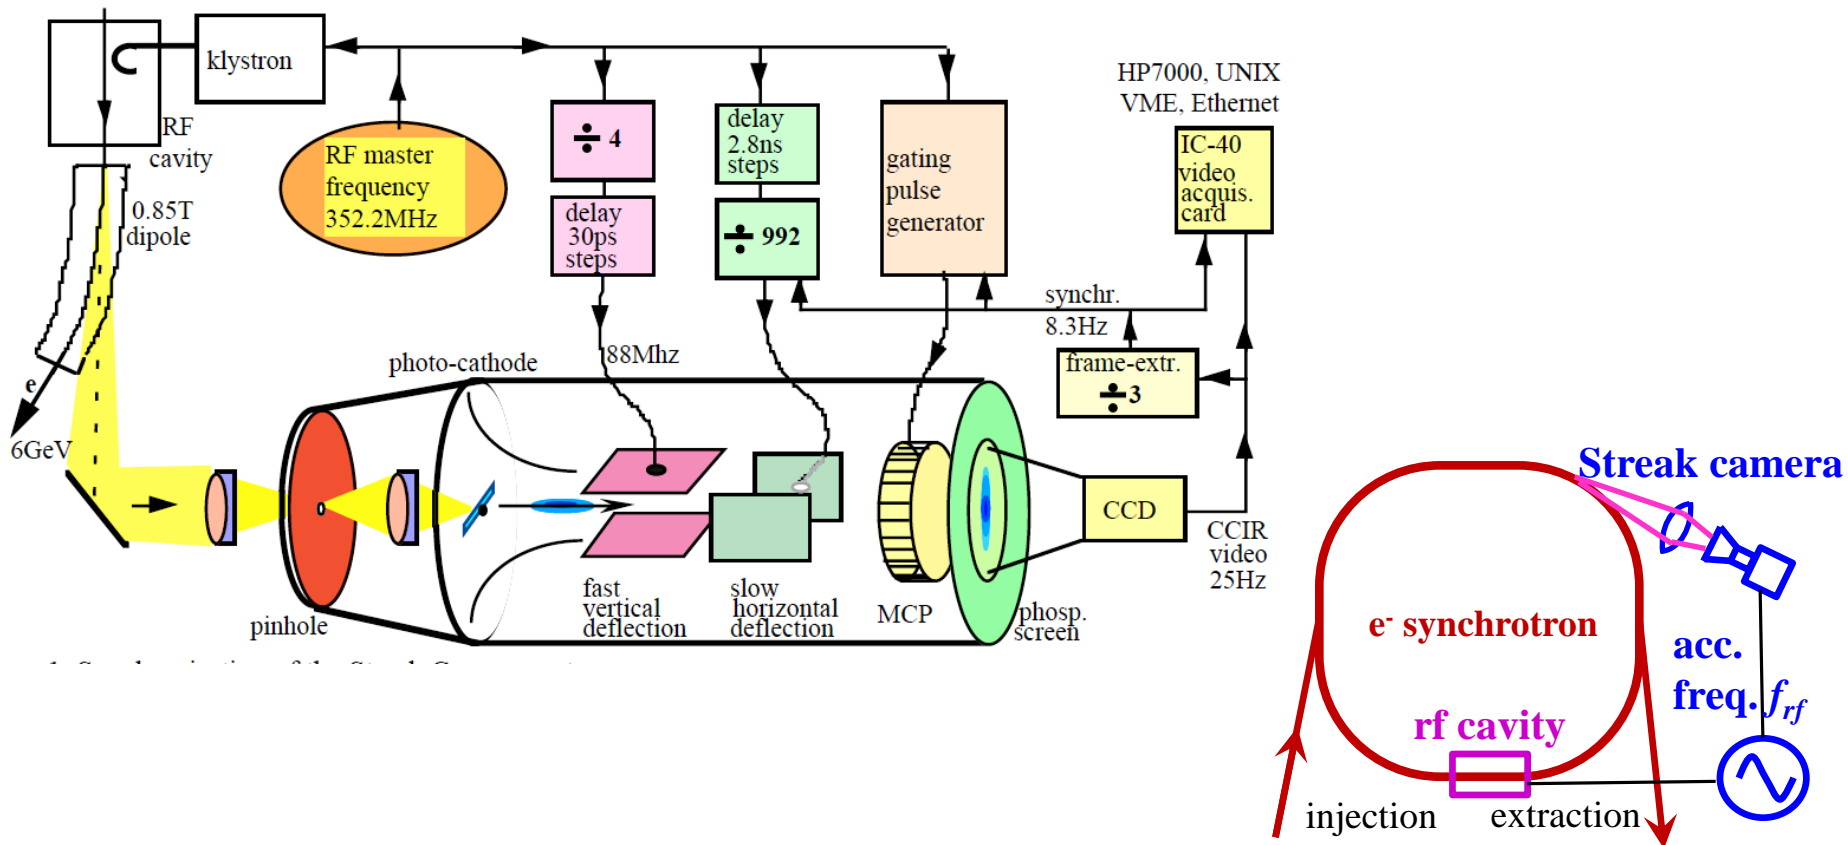 klystron
RF
cavity
RF master
frequency
352.2MHz
0.85T
dipole
e
6GeV
÷ 4
delay
30ps
steps
delay
2.8ns
steps
÷ 992
gating
pulse
generator
HP7000, UNIX
VME, Ethernet
IC-40
video
acquis.
card
synchr.
8.3Hz
frame-extr.
÷3
88Mhz
photo-cathode
pinhole
fast
vertical
deflection
slow
horizontal
deflection
MCP
phosp.
screen
CCD
CCIR
video
25Hz
Streak camera
e- synchrotron
acc.
freq. frf
rf cavity
injection
extraction